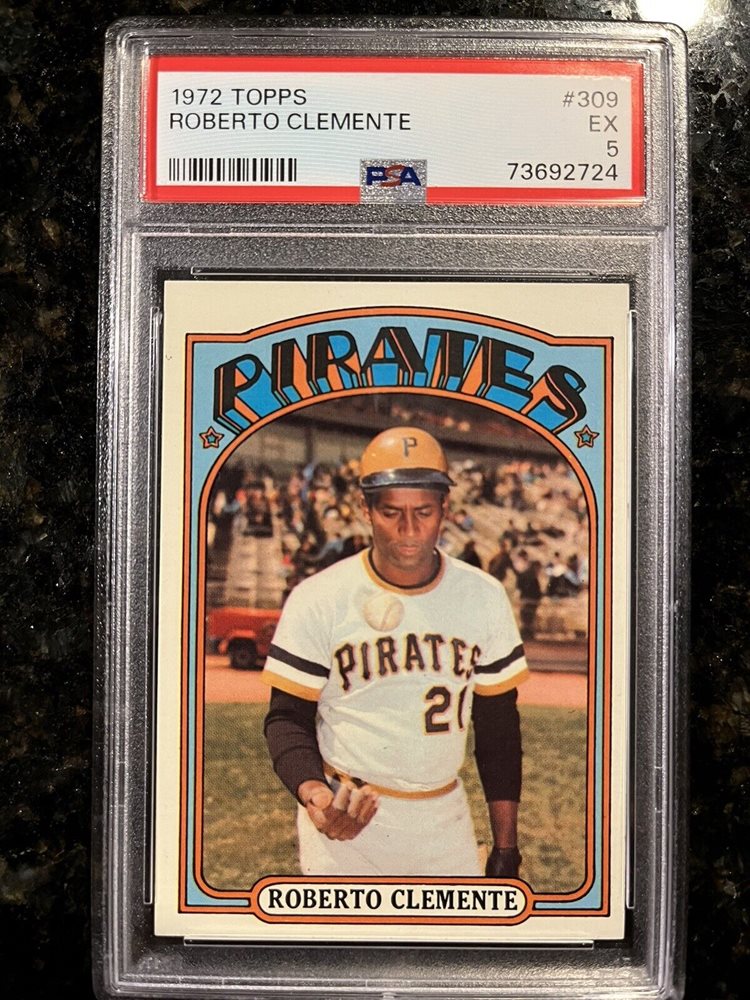 1972 TOPPS #309
ROBERTO CLEMENTE EX
5
PSA 73692724
PIRATES
P
PIRATES
21
ROBERTO CLEMENTE